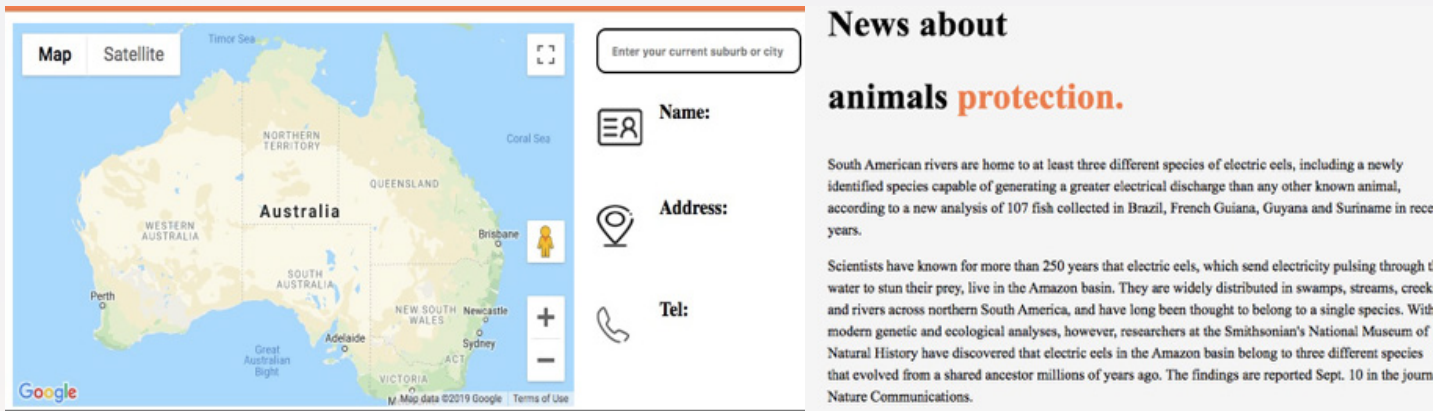 Map Satellite
Timor Sea
Coral Sea
NORTHERN
TERRITORY
QUEENSLAND
Australia
WESTERN
AUSTRALIA
Brisbane
SOUTH
AUSTRALIA
Perth
NEW SOUTH
WALES
Newcastle
Adelaide
Sydney
Great
Australian
Bight
ACT
VICTORIA
Google
Map data ©2019 Google Terms of Use
Enter your current suburb or city
Name:
Address:
Tel:
News about
animals protection.
South American rivers are home to at least three different species of electric eels, including a newly
identified species capable of generating a greater electrical discharge than any other known animal,
according to a new analysis of 107 fish collected in Brazil, French Guiana, Guyana and Suriname in rece
years.
Scientists have known for more than 250 years that electric eels, which send electricity pulsing through t
water to stun their prey, live in the Amazon basin. They are widely distributed in swamps, streams, creek
and rivers across northern South America, and have long been thought to belong to a single species. With
modern genetic and ecological analyses, however, researchers at the Smithsonian's National Museum of
Natural History have discovered that electric eels in the Amazon basin belong to three different species
that evolved from a shared ancestor millions of years ago. The findings are reported Sept. 10 in the journ
Nature Communications.